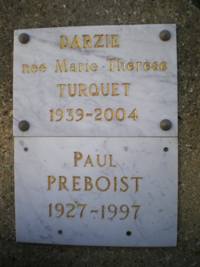 DARZIE
née Marie-Thérèse
TURQUET
1939-2004
PAUL
PREBOIST
1927-1997